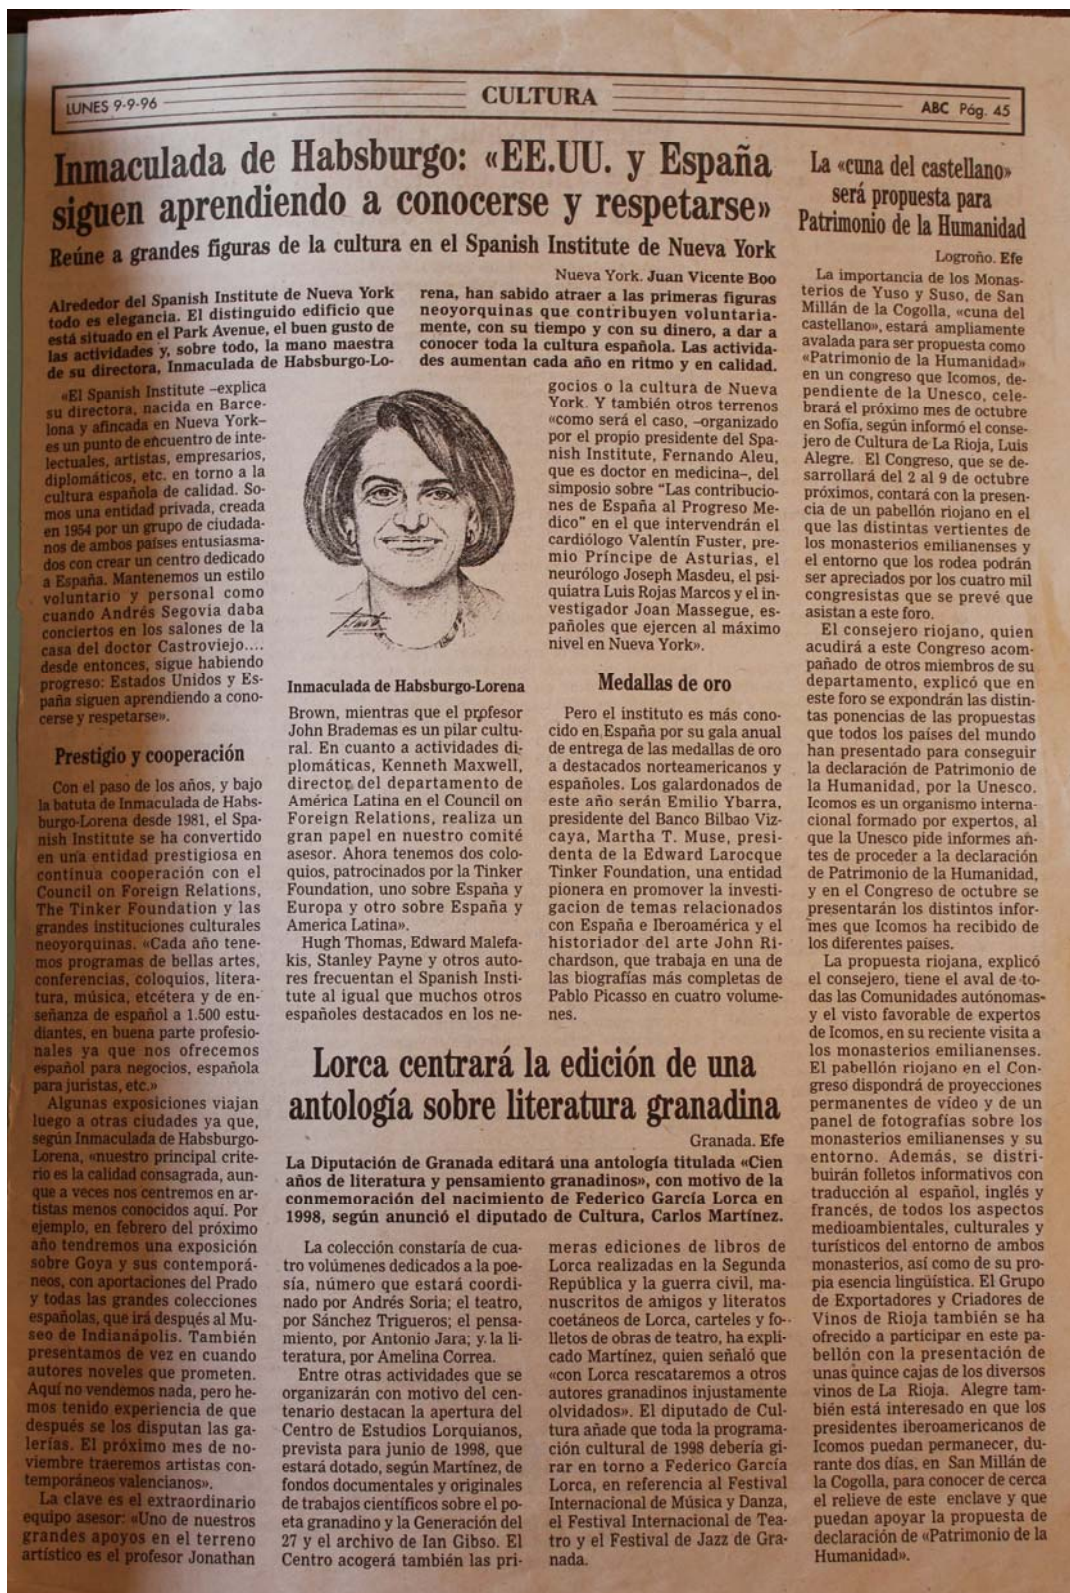 LUNES 9-9-96
CULTURA
ABC Pág. 45
Inmaculada de Habsburgo: «EE.UU. y España
siguen aprendiendo a conocerse y respetarse»
Reúne a grandes figuras de la cultura en el Spanish Institute de Nueva York
Nueva York. Juan Vicente Boo
Alrededor del Spanish Institute de Nueva York
todo es elegancia. El distinguido edificio que
está situado en el Park Avenue, el buen gusto de
las actividades y, sobre todo, la mano maestra
de su directora, Inmaculada de Habsburgo-Lo-
rena, han sabido atraer a las primeras figuras
neoyorquinas que contribuyen voluntaria-
mente, con su tiempo y con su dinero, a dar a
conocer toda la cultura española. Las activida-
des aumentan cada año en ritmo y en calidad.
«El Spanish Institute –explica
su directora, nacida en Barce-
lona y afincada en Nueva York–
es un punto de encuentro de inte-
lectuales, artistas, empresarios,
diplomáticos, etc. en torno a la
cultura española de calidad. So-
mos una entidad privada, creada
en 1954 por un grupo de ciudada-
nos de ambos países entusiasma-
dos con crear un centro dedicado
a España. Mantenemos un estilo
voluntario y personal como
cuando Andrés Segovia daba
conciertos en los salones de la
casa del doctor Castroviejo....
desde entonces, sigue habiendo
progreso: Estados Unidos y Es-
paña siguen aprendiendo a cono-
cerse y respetarse».
Prestigio y cooperación
Con el paso de los años, y bajo
la batuta de Inmaculada de Habs-
burgo-Lorena desde 1981, el Spa-
nish Institute se ha convertido
en una entidad prestigiosa en
contínua cooperación con el
Council on Foreign Relations,
The Tinker Foundation y las
grandes instituciones culturales
neoyorquinas. «Cada año tene-
mos programas de bellas artes,
conferencias, coloquios, litera-
tura, música, etcétera y de en-
señanza de español a 1.500 estu-
diantes, en buena parte profesio-
nales ya que nos ofrecemos
español para negocios, española
para juristas, etc.»
Algunas exposiciones viajan
luego a otras ciudades ya que,
según Inmaculada de Habsburgo-
Lorena, «nuestro principal crite-
rio es la calidad consagrada, aun-
que a veces nos centremos en ar-
tistas menos conocidos aquí. Por
ejemplo, en febrero del próximo
año tendremos una exposición
sobre Goya y sus contemporá-
neos, con aportaciones del Prado
y todas las grandes colecciones
españolas, que irá después al Mu-
seo de Indianápolis. También
presentamos de vez en cuando
autores noveles que prometen.
Aquí no vendemos nada, pero he-
mos tenido experiencia de que
después se los disputan las ga-
lerías. El próximo mes de no-
viembre traeremos artistas con-
temporáneos valencianos».
La clave es el extraordinario
equipo asesor: «Uno de nuestros
grandes apoyos en el terreno
artístico es el profesor Jonathan
Inmaculada de Habsburgo-Lorena
Brown, mientras que el profesor
John Brademas es un pilar cultu-
ral. En cuanto a actividades di-
plomáticas, Kenneth Maxwell,
director del departamento de
América Latina en el Council on
Foreign Relations, realiza un
gran papel en nuestro comité
asesor. Ahora tenemos dos colo-
quios, patrocinados por la Tinker
Foundation, uno sobre España y
Europa y otro sobre España y
America Latina».
Hugh Thomas, Edward Malefa-
kis, Stanley Payne y otros auto-
res frecuentan el Spanish Insti-
tute al igual que muchos otros
españoles destacados en los ne-
gocios o la cultura de Nueva
York. Y también otros terrenos
«como será el caso, –organizado
por el propio presidente del Spa-
nish Institute, Fernando Aleu,
que es doctor en medicina–, del
simposio sobre "Las contribucio-
nes de España al Progreso Me-
dico" en el que intervendrán el
cardiólogo Valentín Fuster, pre-
mio Príncipe de Asturias, el
neurólogo Joseph Masdeu, el psi-
quiatra Luis Rojas Marcos y el in-
vestigador Joan Massegue, es-
pañoles que ejercen al máximo
nivel en Nueva York».
Medallas de oro
Pero el instituto es más cono-
cido en España por su gala anual
de entrega de las medallas de oro
a destacados norteamericanos y
españoles. Los galardonados de
este año serán Emilio Ybarra,
presidente del Banco Bilbao Viz-
caya, Martha T. Muse, presi-
denta de la Edward Larocque
Tinker Foundation, una entidad
pionera en promover la investi-
gacion de temas relacionados
con España e Iberoamérica y el
historiador del arte John Ri-
chardson, que trabaja en una de
las biografías más completas de
Pablo Picasso en cuatro volume-
nes.
Lorca centrará la edición de una
antología sobre literatura granadina
Granada. Efe
La Diputación de Granada editará una antología titulada «Cien
años de literatura y pensamiento granadinos», con motivo de la
conmemoración del nacimiento de Federico García Lorca en
1998, según anunció el diputado de Cultura, Carlos Martínez.
La colección constaría de cua-
tro volúmenes dedicados a la poe-
sía, número que estará coordi-
nado por Andrés Soria; el teatro,
por Sánchez Trigueros; el pensa-
miento, por Antonio Jara; y la li-
teratura, por Amelina Correa.
Entre otras actividades que se
organizarán con motivo del cen-
tenario destacan la apertura del
Centro de Estudios Lorquianos,
prevista para junio de 1998, que
estará dotado, según Martínez, de
fondos documentales y originales
de trabajos científicos sobre el po-
eta granadino y la Generación del
27 y el archivo de Ian Gibso. El
Centro acogerá también las pri-
meras ediciones de libros de
Lorca realizadas en la Segunda
República y la guerra civil, ma-
nuscritos de amigos y literatos
coetáneos de Lorca, carteles y fo-
lletos de obras de teatro, ha expli-
cado Martínez, quien señaló que
«con Lorca rescataremos a otros
autores granadinos injustamente
olvidados». El diputado de Cul-
tura añade que toda la programa-
ción cultural de 1998 debería gi-
rar en torno a Federico García
Lorca, en referencia al Festival
Internacional de Música y Danza,
el Festival Internacional de Tea-
tro y el Festival de Jazz de Gra-
nada.
La «cuna del castellano»
será propuesta para
Patrimonio de la Humanidad
Logroño. Efe
La importancia de los Monas-
terios de Yuso y Suso, de San
Millán de la Cogolla, «cuna del
castellano», estará ampliamente
avalada para ser propuesta como
«Patrimonio de la Humanidad»
en un congreso que Icomos, de-
pendiente de la Unesco, cele-
brará el próximo mes de octubre
en Sofía, según informó el conse-
jero de Cultura de La Rioja, Luis
Alegre. El Congreso, que se de-
sarrollará del 2 al 9 de octubre
próximos, contará con la presen-
cia de un pabellón riojano en el
que las distintas vertientes de
los monasterios emilianenses y
el entorno que los rodea podrán
ser apreciados por los cuatro mil
congresistas que se prevé que
asistan a este foro.
El consejero riojano, quien
acudirá a este Congreso acom-
pañado de otros miembros de su
departamento, explicó que en
este foro se expondrán las distin-
tas ponencias de las propuestas
que todos los países del mundo
han presentado para conseguir
la declaración de Patrimonio de
la Humanidad, por la Unesco.
Icomos es un organismo interna-
cional formado por expertos, al
que la Unesco pide informes an-
tes de proceder a la declaración
de Patrimonio de la Humanidad,
y en el Congreso de octubre se
presentarán los distintos infor-
mes que Icomos ha recibido de
los diferentes países.
La propuesta riojana, explicó
el consejero, tiene el aval de to-
das las Comunidades autónomas
y el visto favorable de expertos
de Icomos, en su reciente visita a
los monasterios emilianenses.
El pabellón riojano en el Con-
greso dispondrá de proyecciones
permanentes de vídeo y de un
panel de fotografías sobre los
monasterios emilianenses y su
entorno. Además, se distri-
buirán folletos informativos con
traducción al español, inglés y
francés, de todos los aspectos
medioambientales, culturales y
turísticos del entorno de ambos
monasterios, así como de su pro-
pia esencia lingüística. El Grupo
de Exportadores y Criadores de
Vinos de Rioja también se ha
ofrecido a participar en este pa-
bellón con la presentación de
unas quince cajas de los diversos
vinos de La Rioja. Alegre tam-
bién está interesado en que los
presidentes iberoamericanos de
Icomos puedan permanecer, du-
rante dos días, en San Millán de
la Cogolla, para conocer de cerca
el relieve de este enclave y que
puedan apoyar la propuesta de
declaración de «Patrimonio de la
Humanidad».